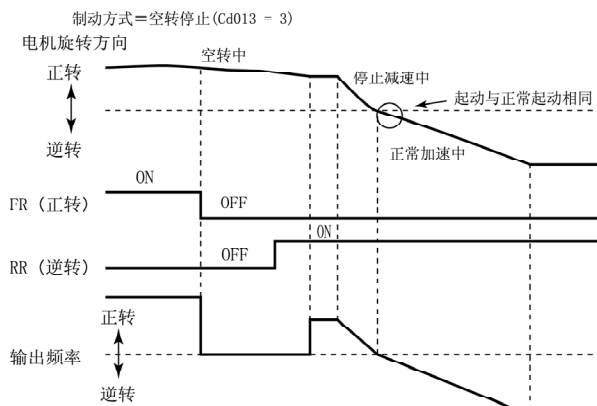 制动方式＝空转停止(Cd013 = 3)
电机旋转方向
空转中
正转
停止减速中
起动与正常起动相同
逆转
正常加速中
ON
FR（正转）
OFF
ON
RR（逆转）
OFF
正转
输出频率
逆转